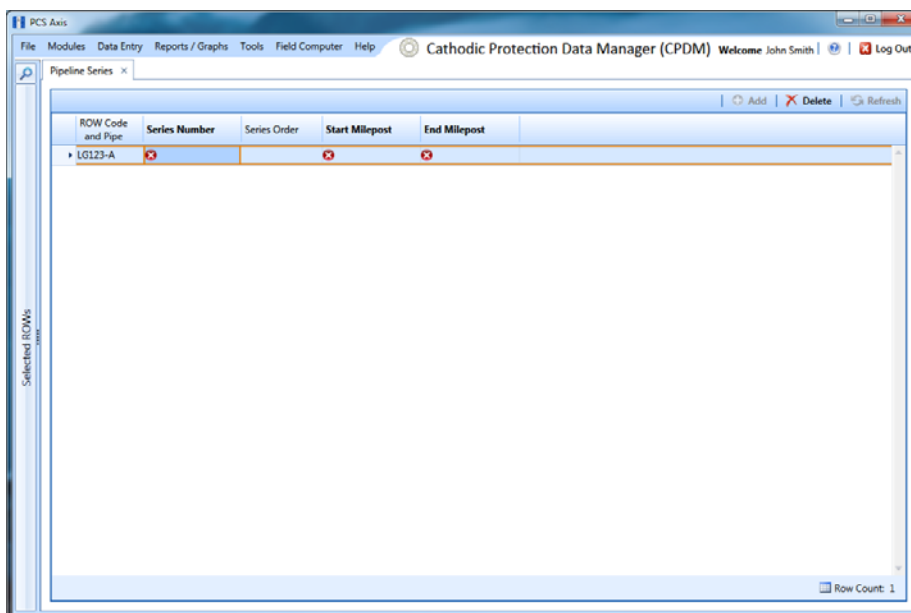 PCS Axis
File Modules Data Entry Reports / Graphs Tools Field Computer Help Cathodic Protection Data Manager (CPDM) Welcome John Smith | | Log Out
Pipeline Series ×
| Add | Delete | Refresh
ROW Code and Pipe Series Number Series Order Start Milepost End Milepost
LG123-A
Selected ROWs
Row Count: 1